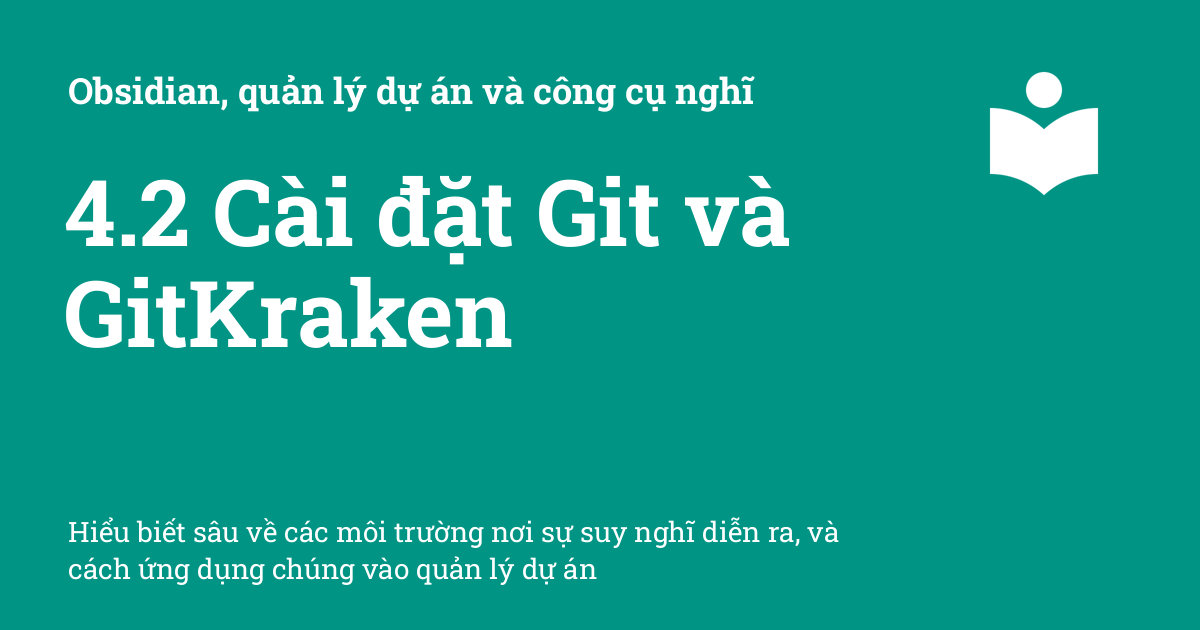 Obsidian, quản lý dự án và công cụ nghĩ
4.2 Cài đặt Git và
GitKraken
Hiểu biết sâu về các môi trường nơi sự suy nghĩ diễn ra, và
cách ứng dụng chúng vào quản lý dự án